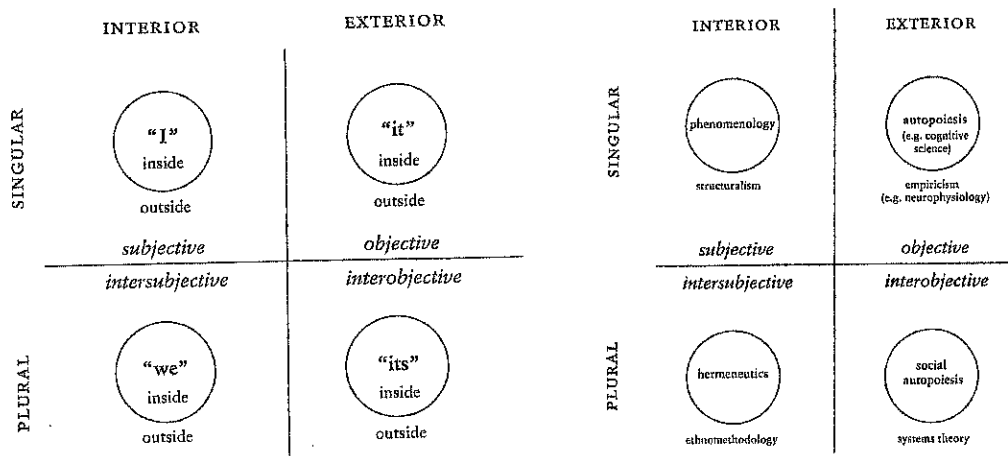 INTERIOR
EXTERIOR
SINGULAR
"I"
inside
outside
"it"
inside
outside
subjective
objective
intersubjective
interobjective
PLURAL
"we"
inside
outside
"its"
inside
outside
INTERIOR
EXTERIOR
SINGULAR
phenomenology
structuralism
autopoiesis
(e.g. cognitive
science)
empiricism
(e.g. neurophysiology)
subjective
objective
intersubjective
interobjective
PLURAL
hermeneutics
ethnomethodology
social
autopoiesis
systems theory